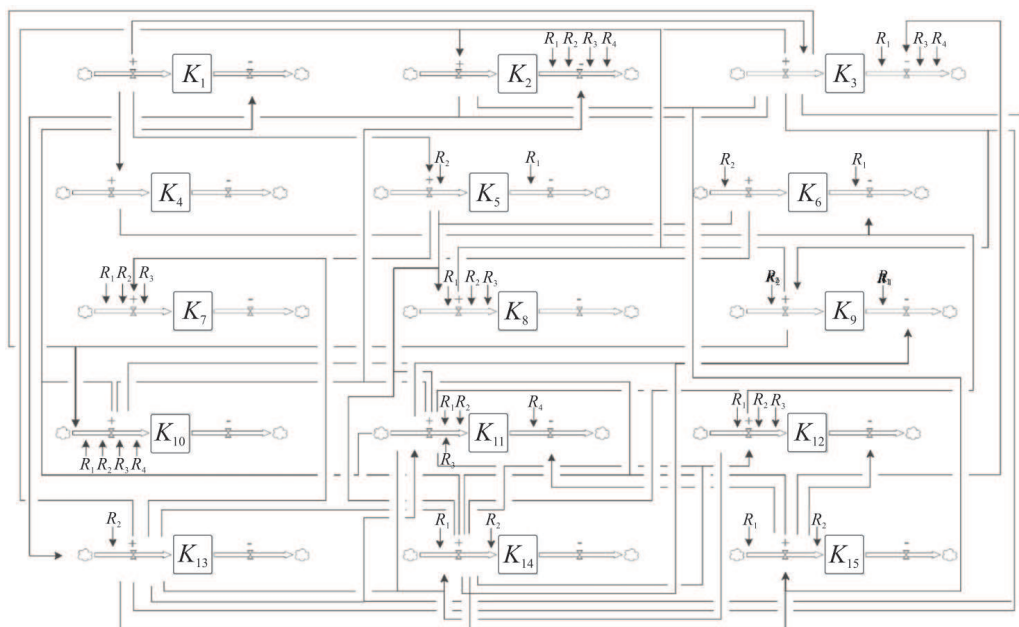 R₁ R₂ R₃ R₄ R₁ R₃ R₄
+ - + - + -
K₁ K₂ K₃
R₂ R₁ R₂ R₁
+ - + - + -
K₄ K₅ K₆
R₁ R₂ R₃ R₁ R₂ R₃
+ - + - + -
K₇ K₈ K₉
R₁ R₂ R₄ R₁ R₂ R₃
+ - + - + -
K₁₀ K₁₁ K₁₂
R₁ R₂ R₃ R₄ R₃
R₂ R₁ R₂ R₁ R₂
+ - + - + -
K₁₃ K₁₄ K₁₅